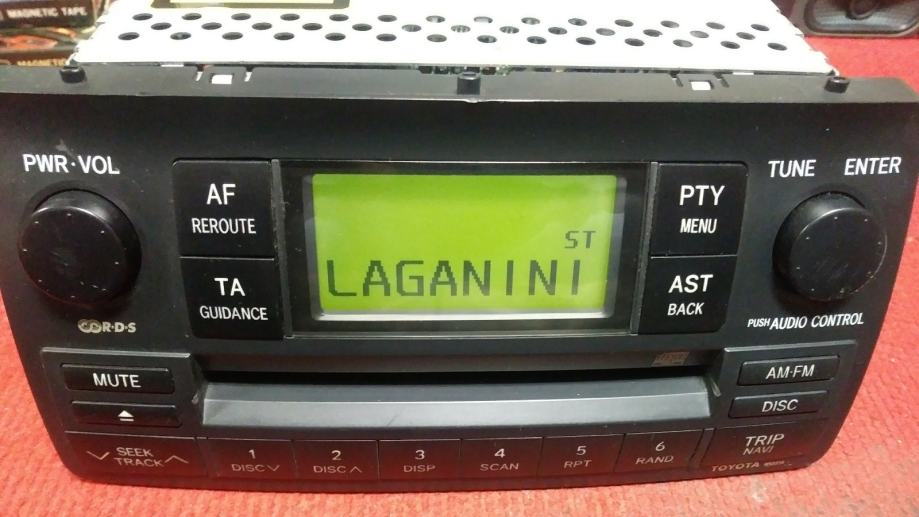 MAGNETIC TAPE
PWR·VOL
AF
REROUTE
TA
GUIDANCE
R·D·S
ST
LAGANINI
PTY
MENU
AST
BACK
TUNE
ENTER
PUSH AUDIO CONTROL
MUTE
AM·FM
DISC
SEEK
TRACK
1
DISC
2
DISC
3
DISP
4
SCAN
5
RPT
6
RAND
TRIP
NAVI
TOYOTA